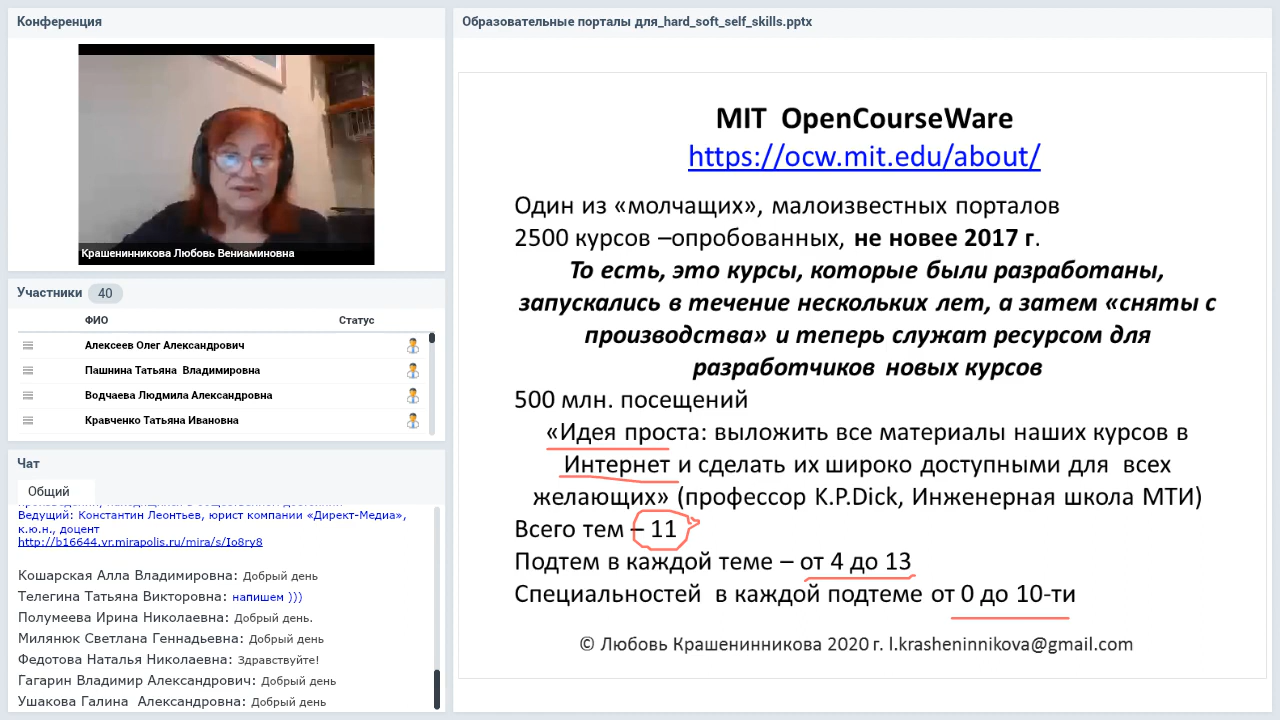 Конференция
Крашенинникова Любовь Вениаминовна
Участники 40
ФИО Статус
Алексеев Олег Александрович
Пашнина Татьяна Владимировна
Водчаева Людмила Александровна
Кравченко Татьяна Ивановна
Чат
Общий
Ведущий: Константин Леонтьев, юрист компании «Директ-Медиа»,
к.ю.н., доцент
http://b16644.vr.mirapolis.ru/mira/s/Io8ry8
Кошарская Алла Владимировна: Добрый день
Телегина Татьяна Викторовна: напишем )))
Полумеева Ирина Николаевна: Добрый день.
Милянюк Светлана Геннадьевна: Добрый день
Федотова Наталья Николаевна: Здравствуйте!
Гагарин Владимир Александрович: Добрый день
Ушакова Галина Александровна: Добрый день
Образовательные порталы для_hard_soft_self_skills.pptx
MIT OpenCourseWare
https://ocw.mit.edu/about/
Один из «молчащих», малоизвестных порталов
2500 курсов –опробованных, не новее 2017 г.
То есть, это курсы, которые были разработаны,
запускались в течение нескольких лет, а затем «сняты с
производства» и теперь служат ресурсом для
разработчиков новых курсов
500 млн. посещений
«Идея проста: выложить все материалы наших курсов в
Интернет и сделать их широко доступными для всех
желающих» (профессор K.P.Dick, Инженерная школа МТИ)
Всего тем – 11
Подтем в каждой теме – от 4 до 13
Специальностей в каждой подтеме от 0 до 10-ти
© Любовь Крашенинникова 2020 г. l.krasheninnikova@gmail.com